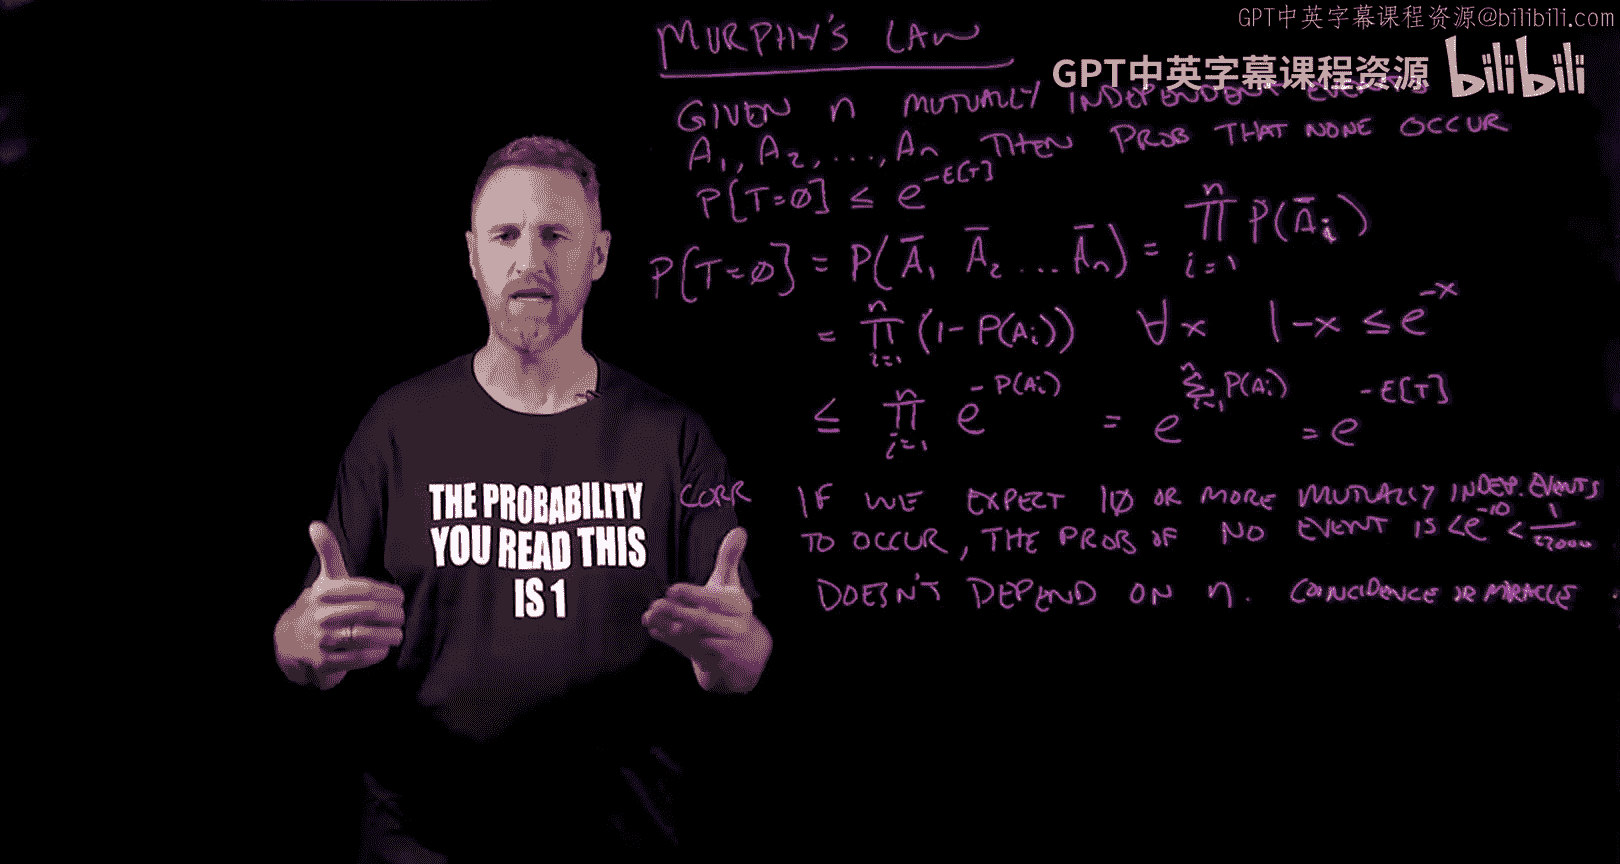 GPT中英字幕课程资源@bilibili.com
GPT中英字幕课程资源 bilibili
MURPHY'S LAW
GIVEN n MUTUALLY INDEPENDENT EVENTS
A₁, A₂, ..., Aₙ THEN PROB THAT NONE OCCUR
P[T=∅] ≤ e^{-E[T]}
P[T=∅] = P(Ā₁ Ā₂ ... Āₙ) = ∏_{i=1}^{n} P(Āᵢ)
= ∏_{i=1}^{n} (1 - P(Aᵢ)) ∀x 1-x ≤ e^{-x}
≤ ∏_{i=1}^{n} e^{-P(Aᵢ)} = e^{∑_{i=1}^{n} P(Aᵢ)} = e^{-E[T]}
CORR IF WE EXPECT 10 OR MORE MUTUALLY INDEP. EVENTS
TO OCCUR, THE PROB OF NO EVENT IS < e^{-10} < 1/22000
DOESN'T DEPEND ON n. COINCIDENCE OR MIRACLE
THE PROBABILITY
YOU READ THIS
IS 1